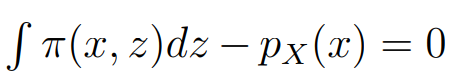 ∫ π(x, z)dz − p_X(x) = 0